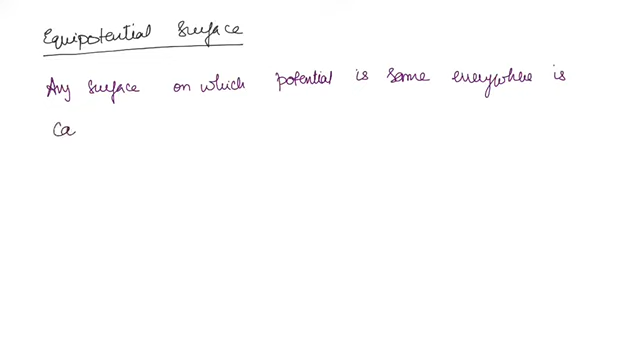 Equipotential Surface
Any surface on which potential is same everywhere is
Ca